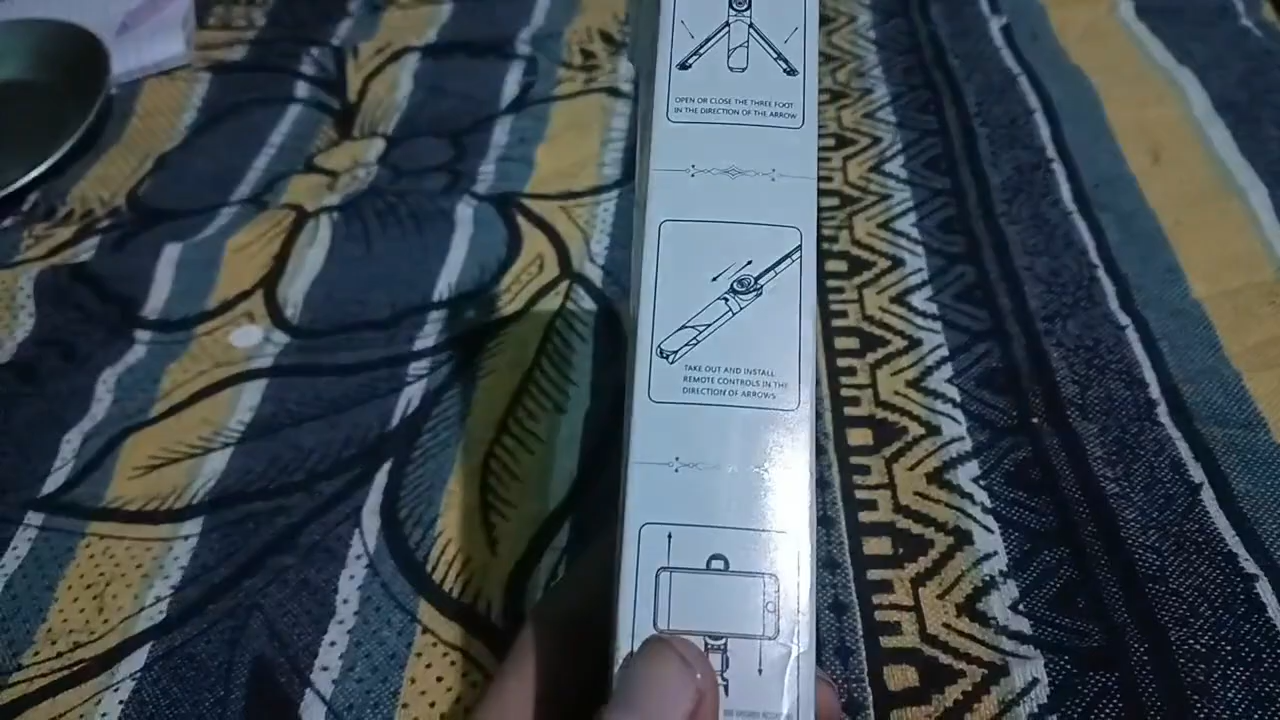 OPEN OR CLOSE THE THREE FOOT
IN THE DIRECTION OF THE ARROW
TAKE OUT AND INSTALL
REMOTE CONTROLS IN THE
DIRECTION OF ARROWS